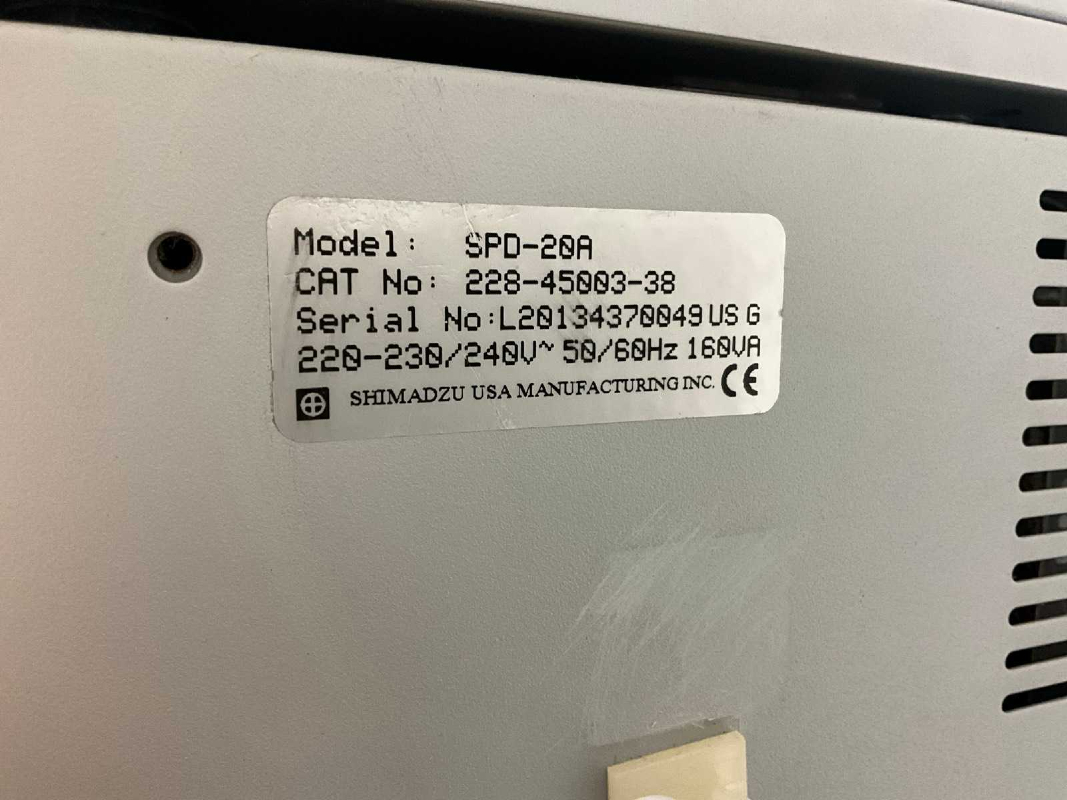 Model: SPD-20A
CAT No: 228-45003-38
Serial No:L20134370049 US G
220-230/240V~ 50/60Hz 160VA
SHIMADZU USA MANUFACTURING INC. CE